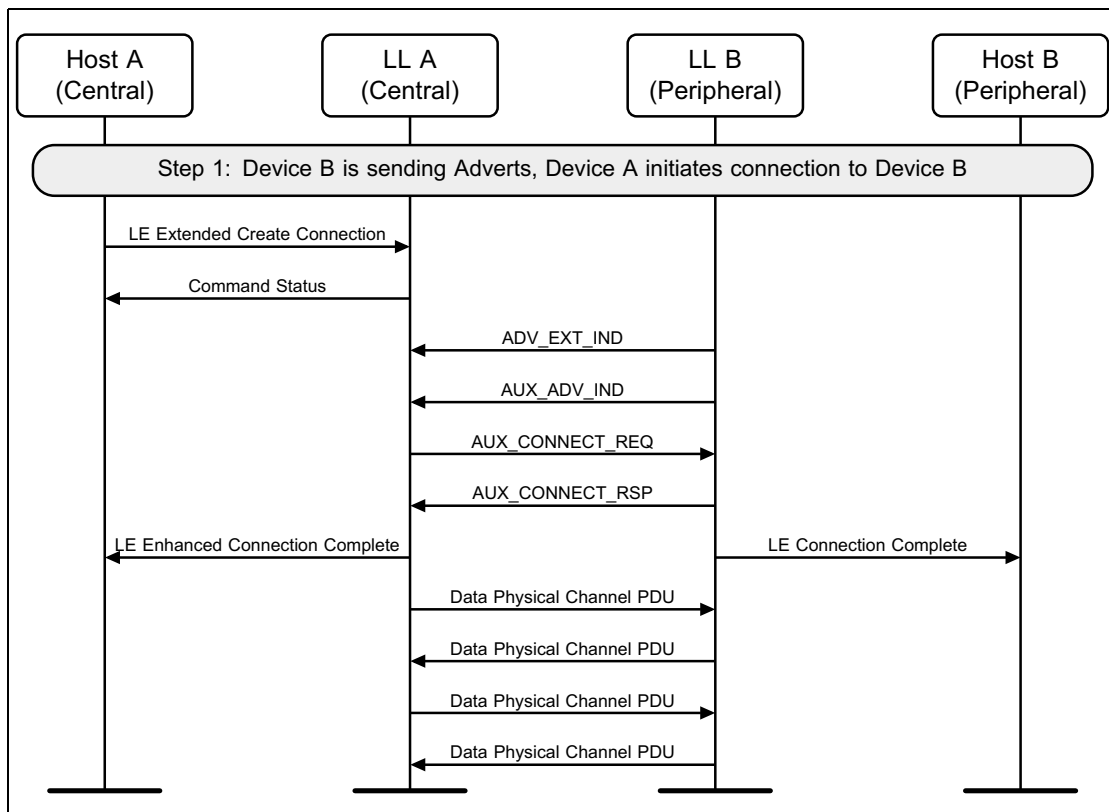 Host A
(Central)
LL A
(Central)
LL B
(Peripheral)
Host B
(Peripheral)
Step 1: Device B is sending Adverts, Device A initiates connection to Device B
LE Extended Create Connection
Command Status
ADV_EXT_IND
AUX_ADV_IND
AUX_CONNECT_REQ
AUX_CONNECT_RSP
LE Enhanced Connection Complete
LE Connection Complete
Data Physical Channel PDU
Data Physical Channel PDU
Data Physical Channel PDU
Data Physical Channel PDU